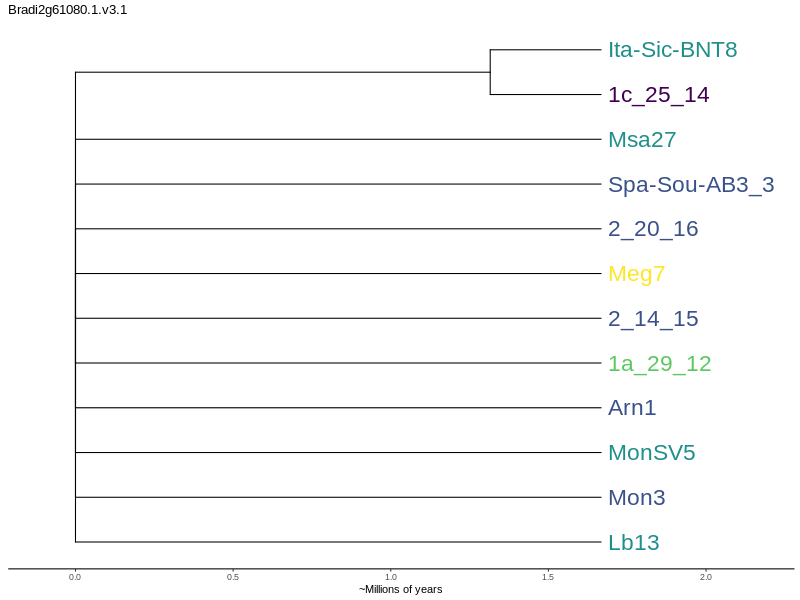 Bradi2g61080.1.v3.1
Ita-Sic-BNT8
1c_25_14
Msa27
Spa-Sou-AB3_3
2_20_16
Meg7
2_14_15
1a_29_12
Arn1
MonSV5
Mon3
Lb13
0.0 0.5 1.0 1.5 2.0
~Millions of years